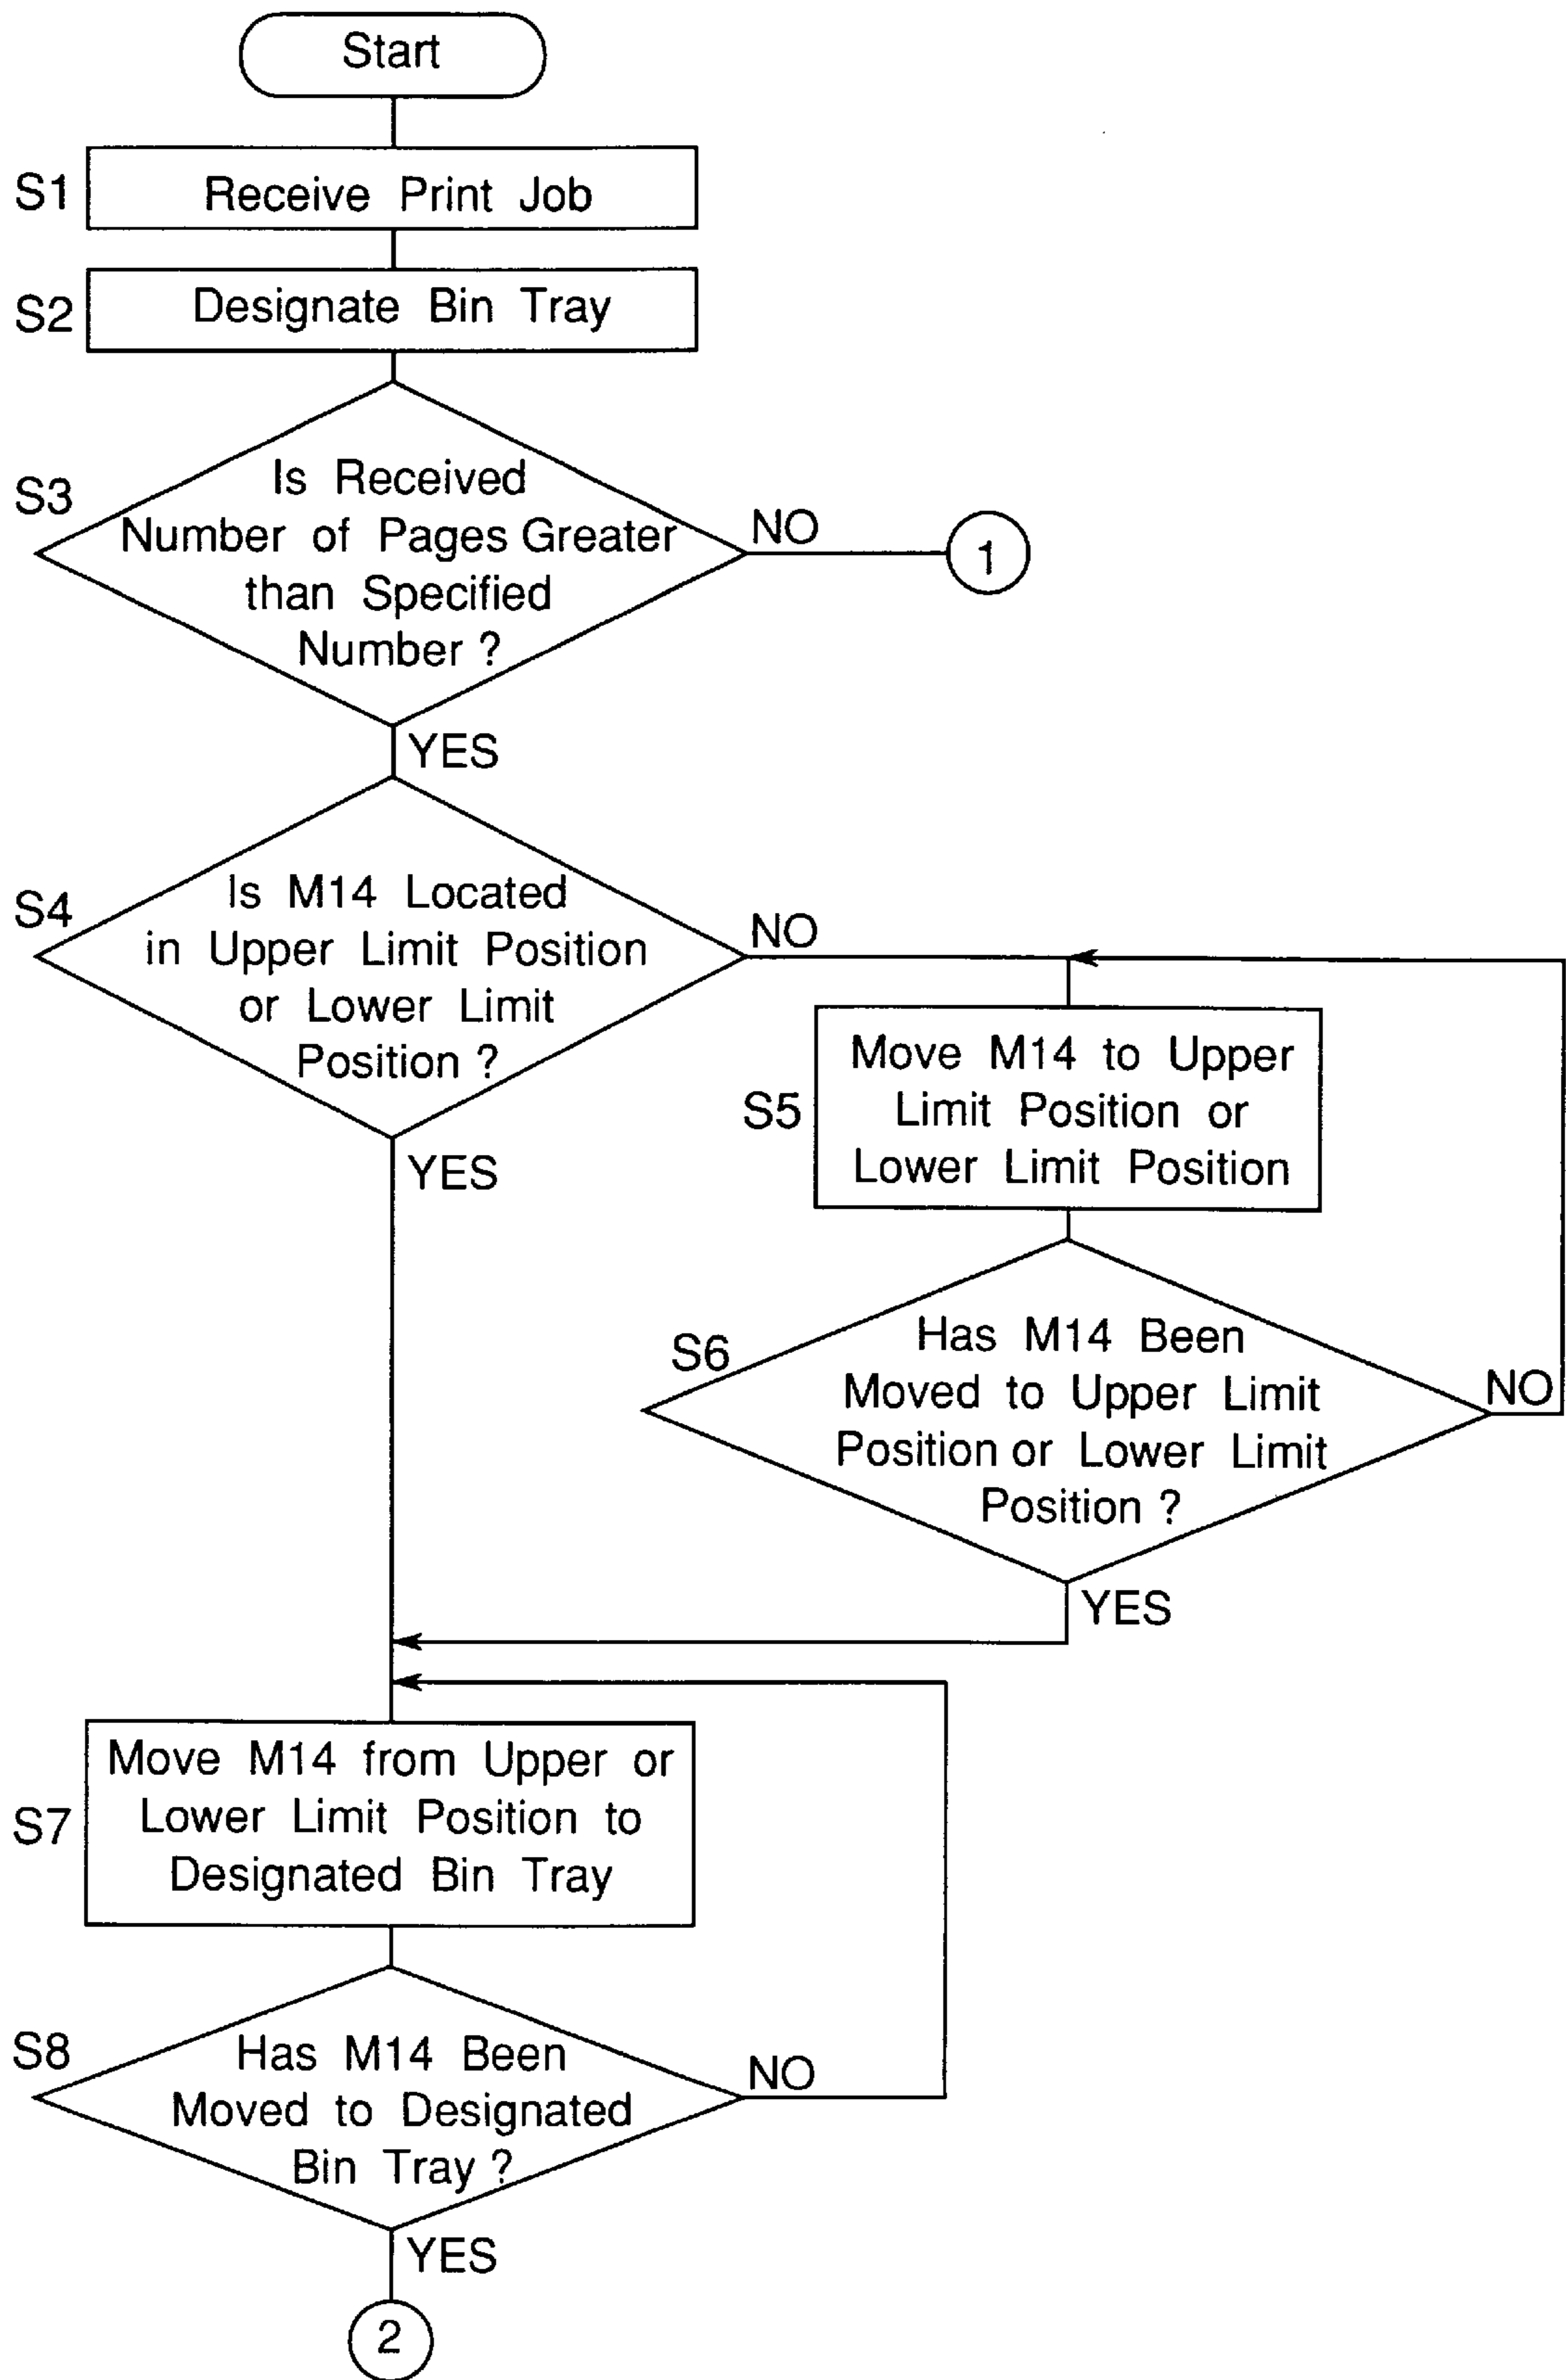 Start
S1
Receive Print Job
S2
Designate Bin Tray
S3
Is Received
Number of Pages Greater
than Specified
Number ?
NO
1
YES
S4
Is M14 Located
in Upper Limit Position
or Lower Limit
Position ?
NO
YES
S5
Move M14 to Upper
Limit Position or
Lower Limit Position
S6
Has M14 Been
Moved to Upper Limit
Position or Lower Limit
Position ?
NO
YES
S7
Move M14 from Upper or
Lower Limit Position to
Designated Bin Tray
S8
Has M14 Been
Moved to Designated
Bin Tray ?
NO
YES
2